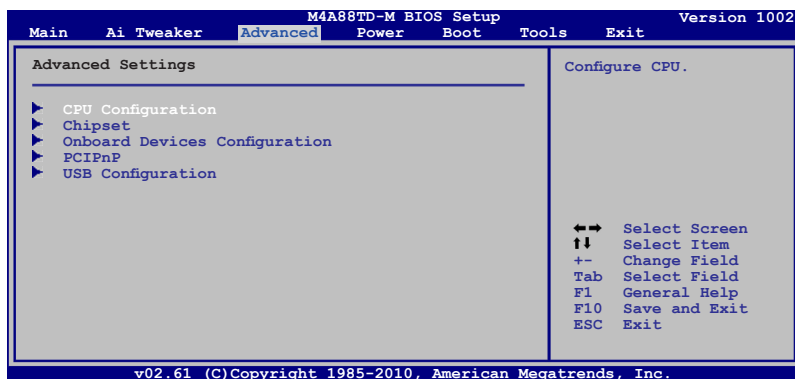 M4A88TD-M BIOS Setup Version 1002
Main Ai Tweaker Advanced Power Boot Tools Exit
Advanced Settings
CPU Configuration
Chipset
Onboard Devices Configuration
PCIPnP
USB Configuration
Configure CPU.
←→ Select Screen
↑↓ Select Item
+- Change Field
Tab Select Field
F1 General Help
F10 Save and Exit
ESC Exit
v02.61 (C)Copyright 1985-2010, American Megatrends, Inc.